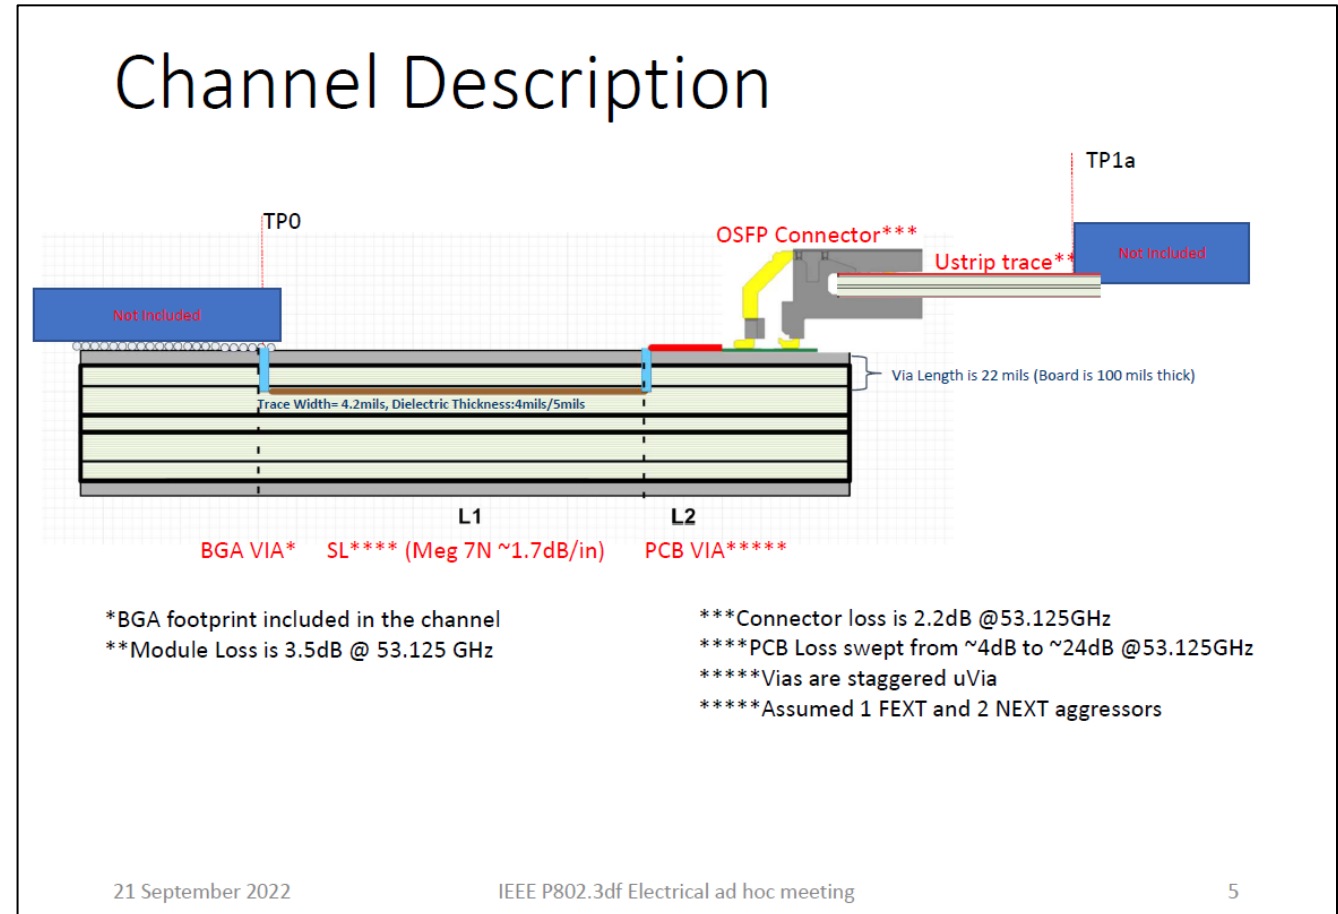 Channel Description
TP1a
TP0
OSFP Connector***
Ustrip trace**
Not Included
Not Included
Via Length is 22 mils (Board is 100 mils thick)
Trace Width= 4.2mils, Dielectric Thickness:4mils/5mils
L1
L2
BGA VIA*
SL**** (Meg 7N ~1.7dB/in)
PCB VIA*****
*BGA footprint included in the channel
**Module Loss is 3.5dB @ 53.125 GHz
***Connector loss is 2.2dB @53.125GHz
****PCB Loss swept from ~4dB to ~24dB @53.125GHz
*****Vias are staggered uVia
*****Assumed 1 FEXT and 2 NEXT aggressors
21 September 2022
IEEE P802.3df Electrical ad hoc meeting
5